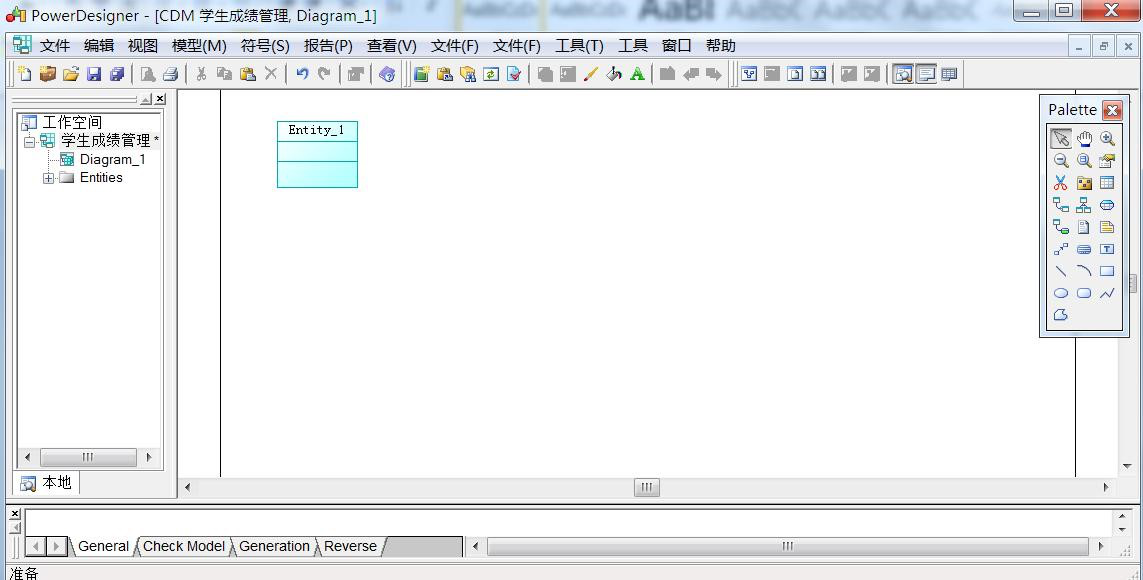 PowerDesigner - [CDM 学生成绩管理, Diagram_1]
文件 编辑 视图 模型(M) 符号(S) 报告(P) 查看(V) 文件(F) 文件(F) 工具(T) 工具 窗口 帮助
工作空间
学生成绩管理 *
Diagram_1
Entities
本地
Entity_1
Palette
General Check Model Generation Reverse
准备